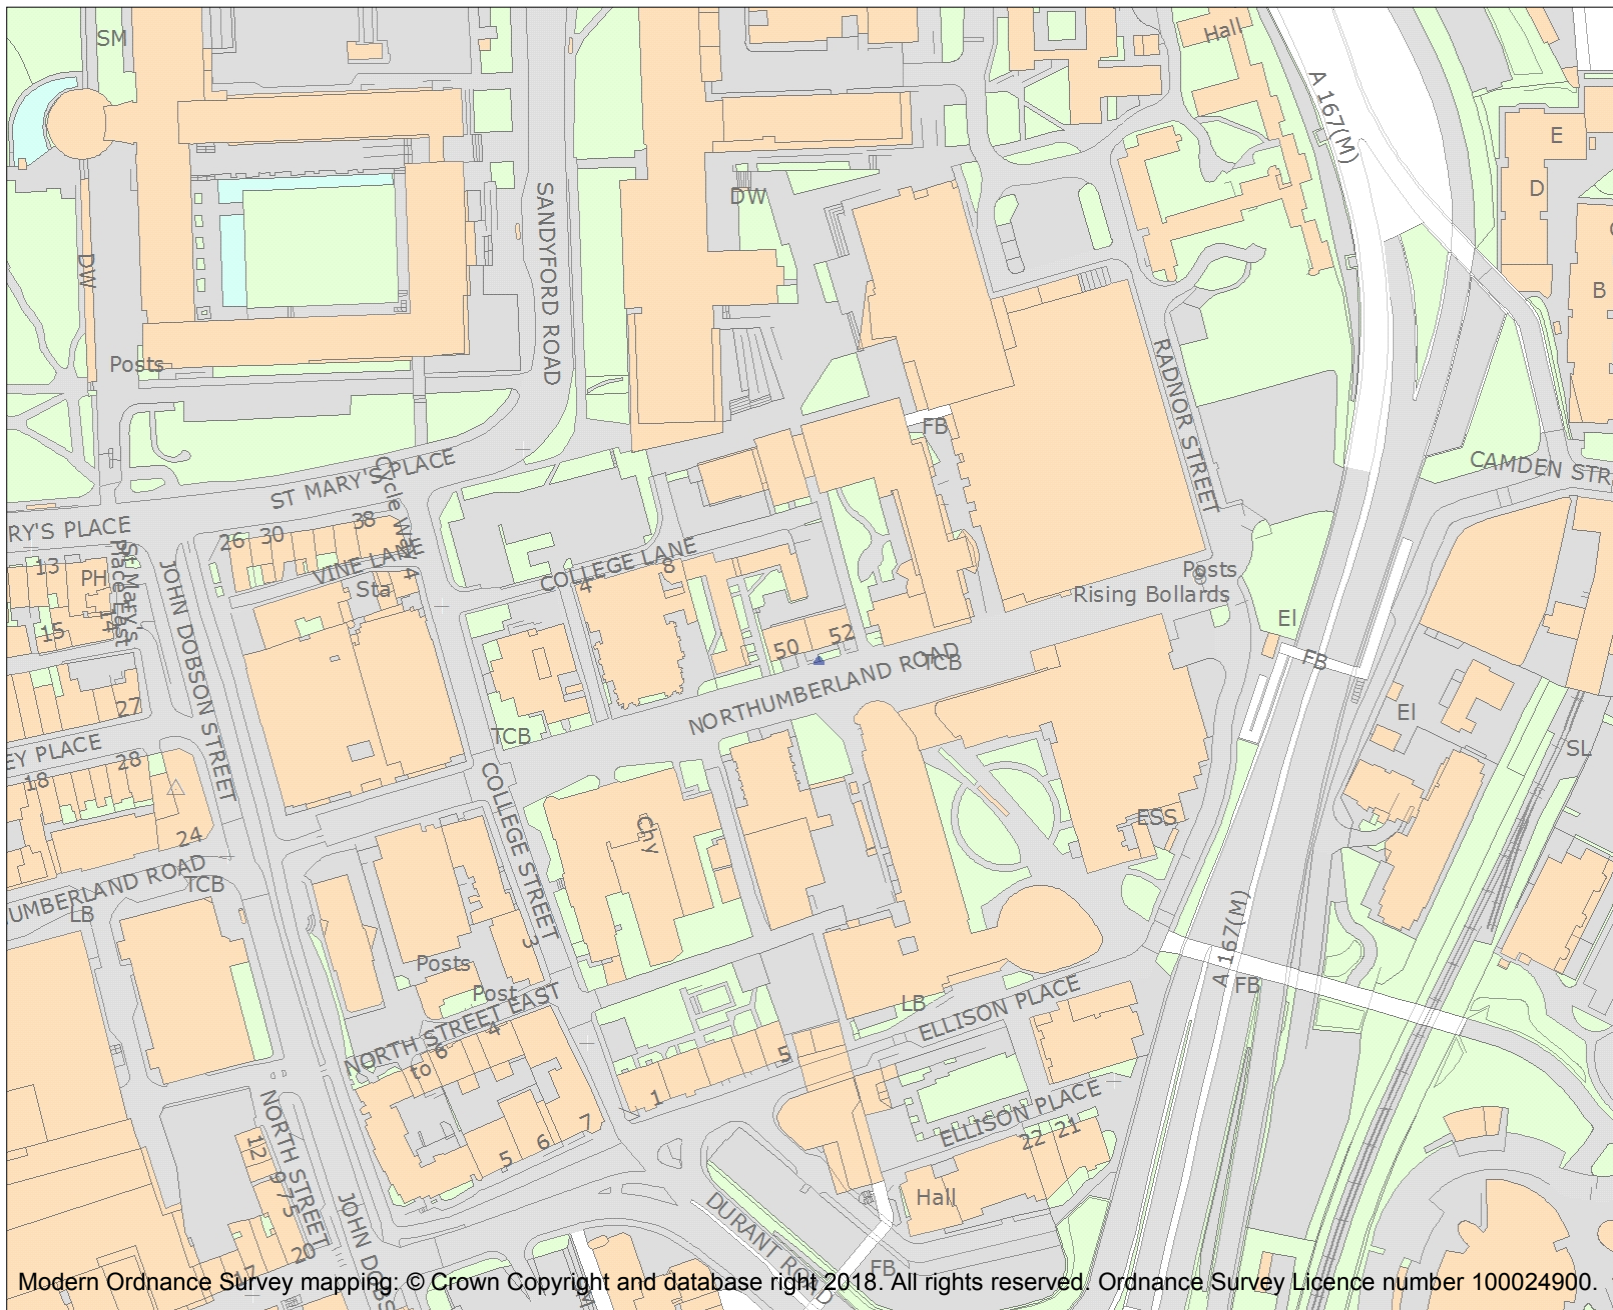 SM
Hall
A 167(M)
E
D
DW
B
DW
SANDYFORD ROAD
Posts
RADNOR STREET
FB
CAMDEN STR
ST MARY'S PLACE
Cycle Way
RY'S PLACE
26
30
38
VINE LANE
4
Sta
COLLEGE LANE
4
8
13
PH
St Mary's
Place East
14
15
Posts
Rising Bollards
El
FB
50
52
TCB
NORTHUMBERLAND ROAD
JOHN DOBSON STREET
27
EY PLACE
28
18
24
TCB
El
SL
COLLEGE STREET
Chy
ESS
UMBERLAND ROAD
TCB
LB
3
Posts
Post
A 167(M)
FB
LB
ELLISON PLACE
NORTH STREET EAST
4
6
to
5
1
7
6
5
ELLISON PLACE
22
21
12
NORTH STREET
9 7 5
20
17
JOHN DOBS
Hall
DURANT ROAD
FB
Modern Ordnance Survey mapping: © Crown Copyright and database right 2018. All rights reserved. Ordnance Survey Licence number 100024900.